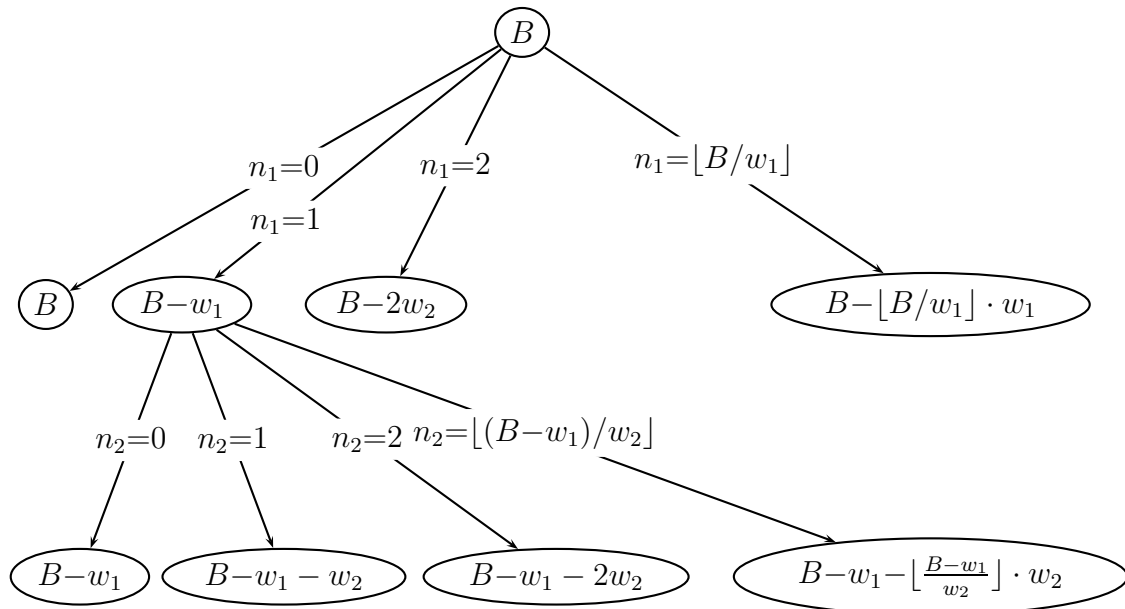 B
n₁=0
n₁=1
n₁=2
n₁=⌊B/w₁⌋
B
B−w₁
B−2w₂
B−⌊B/w₁⌋ · w₁
n₂=0
n₂=1
n₂=2
n₂=⌊(B−w₁)/w₂⌋
B−w₁
B−w₁ − w₂
B−w₁ − 2w₂
B−w₁−⌊\frac{B−w₁}{w₂}⌋ · w₂